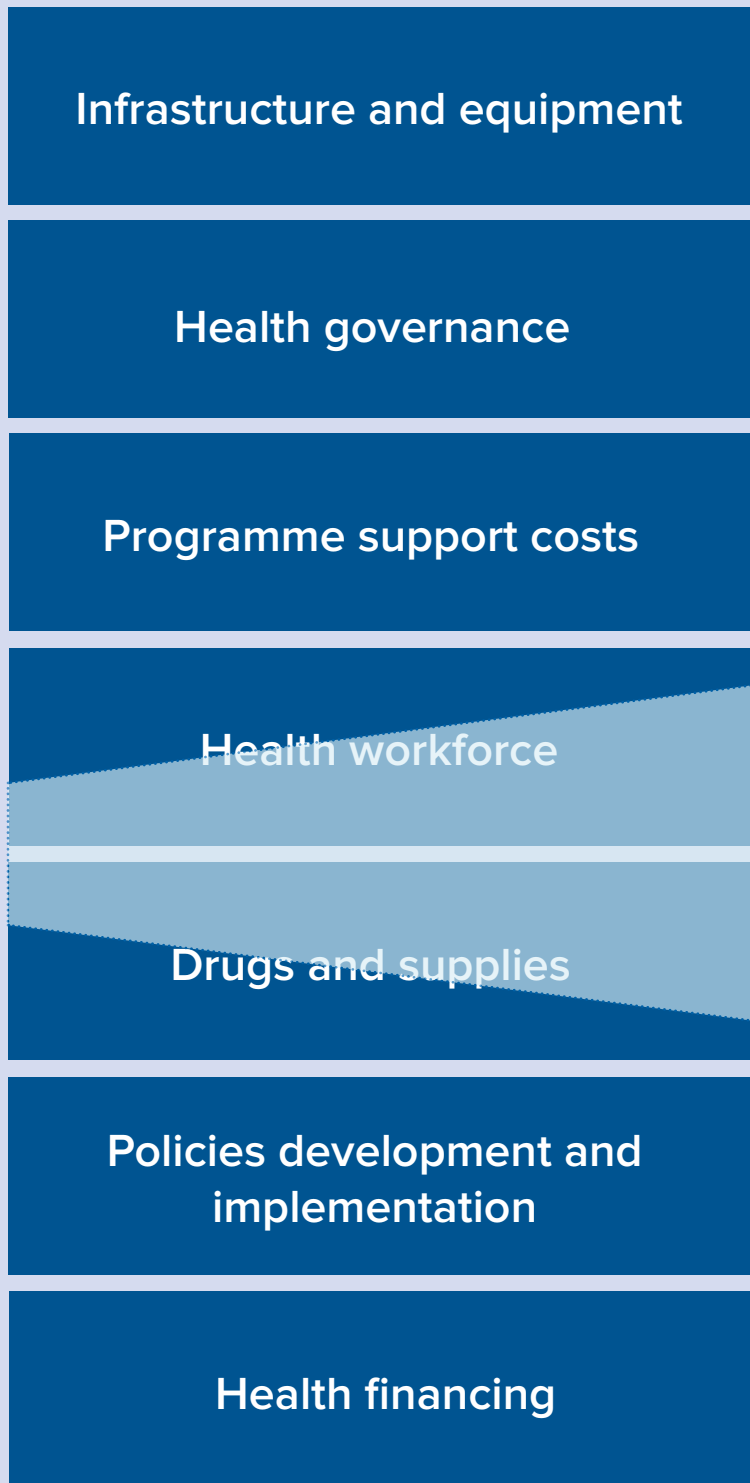 Infrastructure and equipment
Health governance
Programme support costs
Health workforce
Drugs and supplies
Policies development and
implementation
Health financing